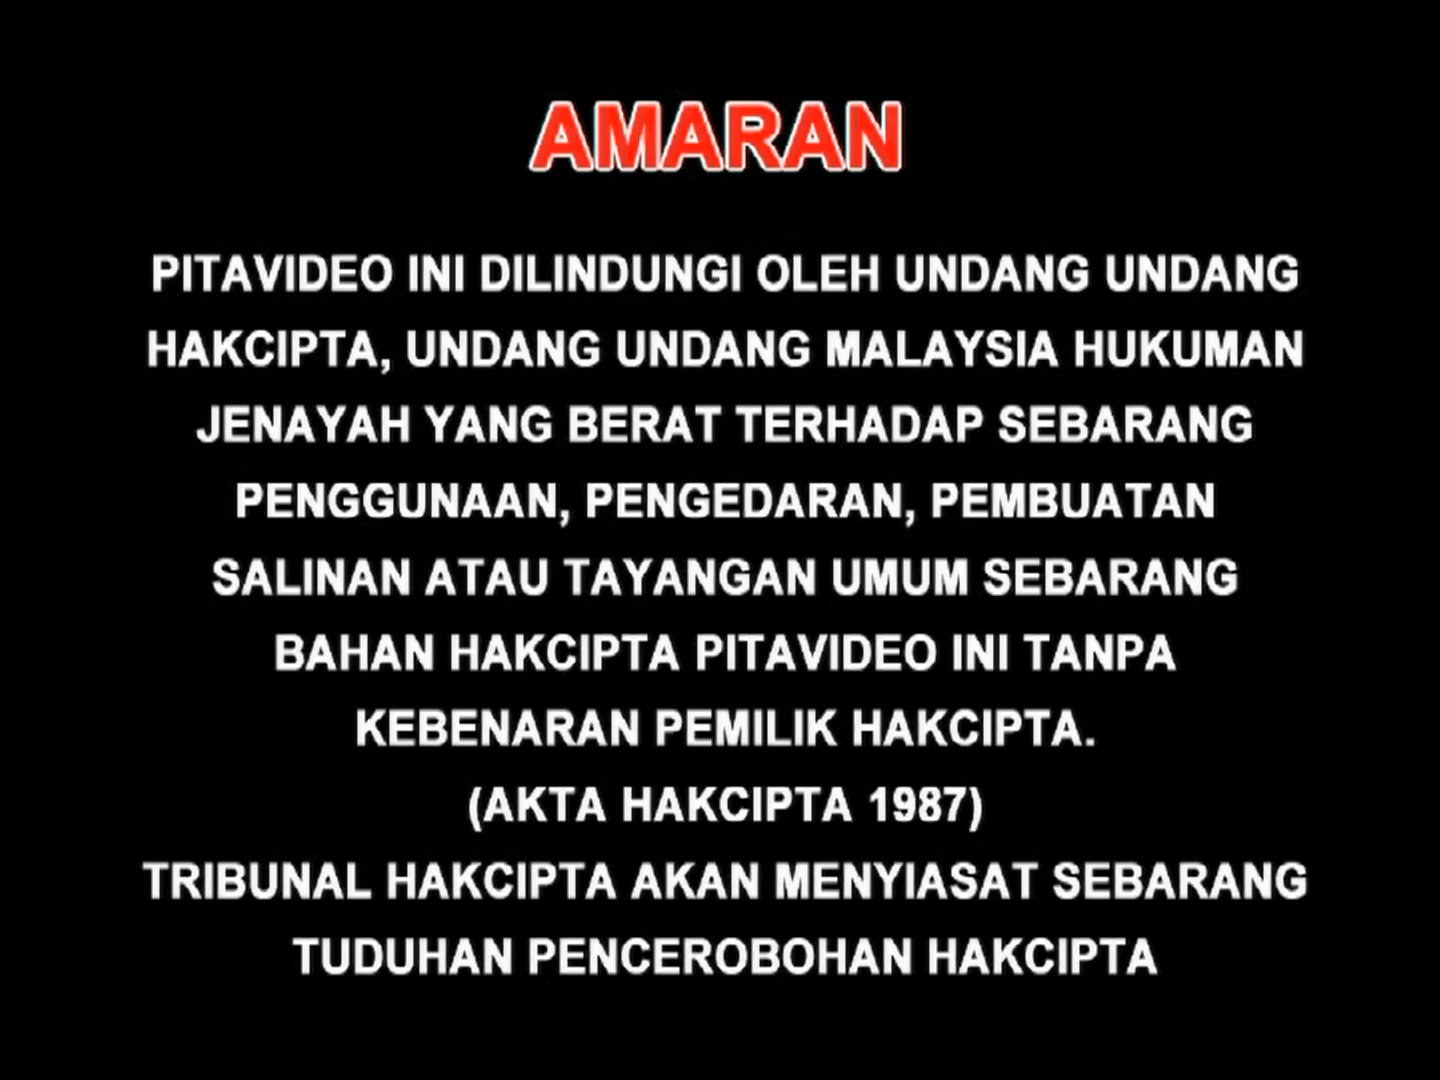 AMARAN
PITAVIDEO INI DILINDUNGI OLEH UNDANG UNDANG
HAKCIPTA, UNDANG UNDANG MALAYSIA HUKUMAN
JENAYAH YANG BERAT TERHADAP SEBARANG
PENGGUNAAN, PENGEDARAN, PEMBUATAN
SALINAN ATAU TAYANGAN UMUM SEBARANG
BAHAN HAKCIPTA PITAVIDEO INI TANPA
KEBENARAN PEMILIK HAKCIPTA.
(AKTA HAKCIPTA 1987)
TRIBUNAL HAKCIPTA AKAN MENYIASAT SEBARANG
TUDUHAN PENCEROBOHAN HAKCIPTA